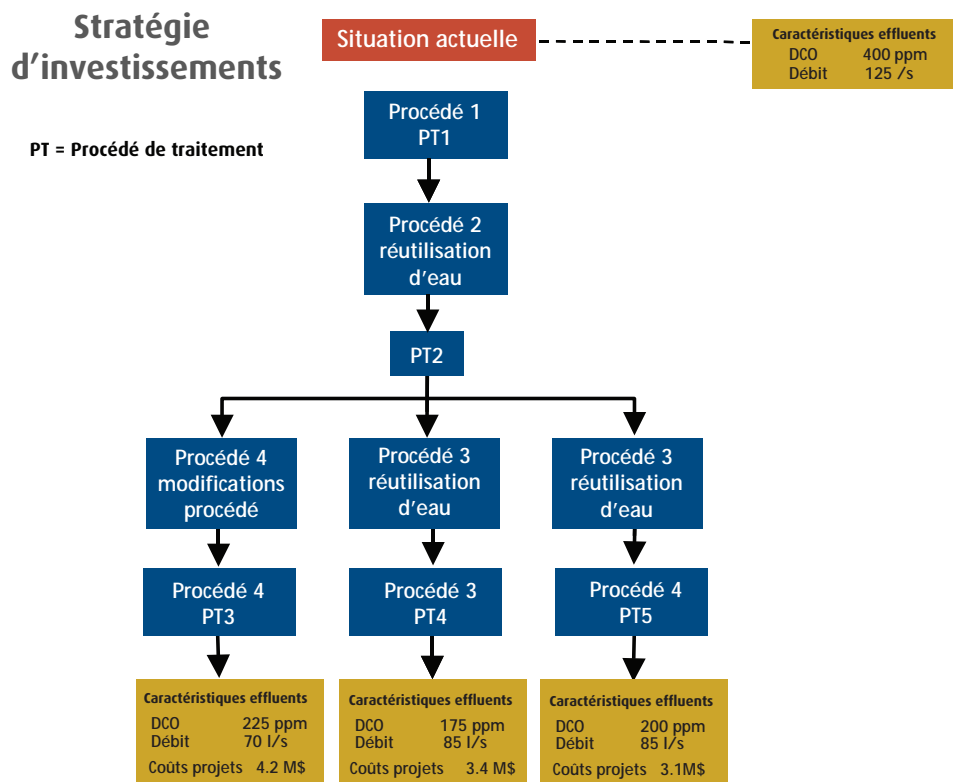 Stratégie
d'investissements
Situation actuelle
Caractéristiques effluents
DCO 400 ppm
Débit 125 /s
PT = Procédé de traitement
Procédé 1
PT1
Procédé 2
réutilisation
d'eau
PT2
Procédé 4
modifications
procédé
Procédé 3
réutilisation
d'eau
Procédé 3
réutilisation
d'eau
Procédé 4
PT3
Procédé 3
PT4
Procédé 4
PT5
Caractéristiques effluents
DCO 225 ppm
Débit 70 l/s
Coûts projets 4.2 M$
Caractéristiques effluents
DCO 175 ppm
Débit 85 l/s
Coûts projets 3.4 M$
Caractéristiques effluents
DCO 200 ppm
Débit 85 l/s
Coûts projets 3.1M$